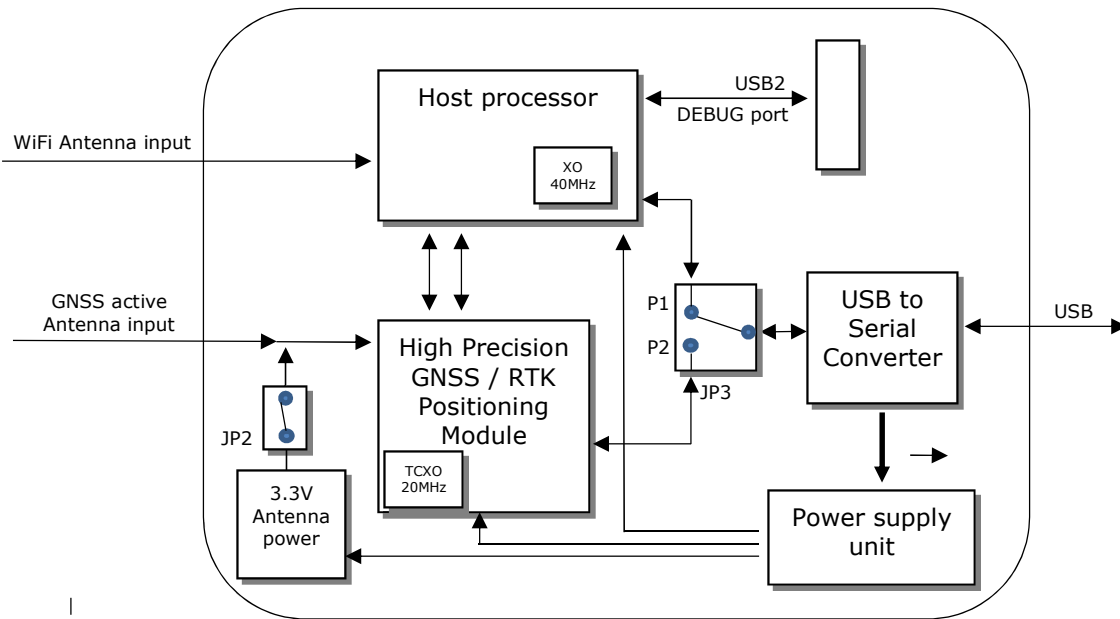 Host processor
USB2
DEBUG port
XO
40MHz
WiFi Antenna input
GNSS active
Antenna input
High Precision
GNSS / RTK
Positioning
Module
TCXO
20MHz
P1
P2
JP3
USB to
Serial
Converter
USB
JP2
3.3V
Antenna
power
Power supply
unit
|